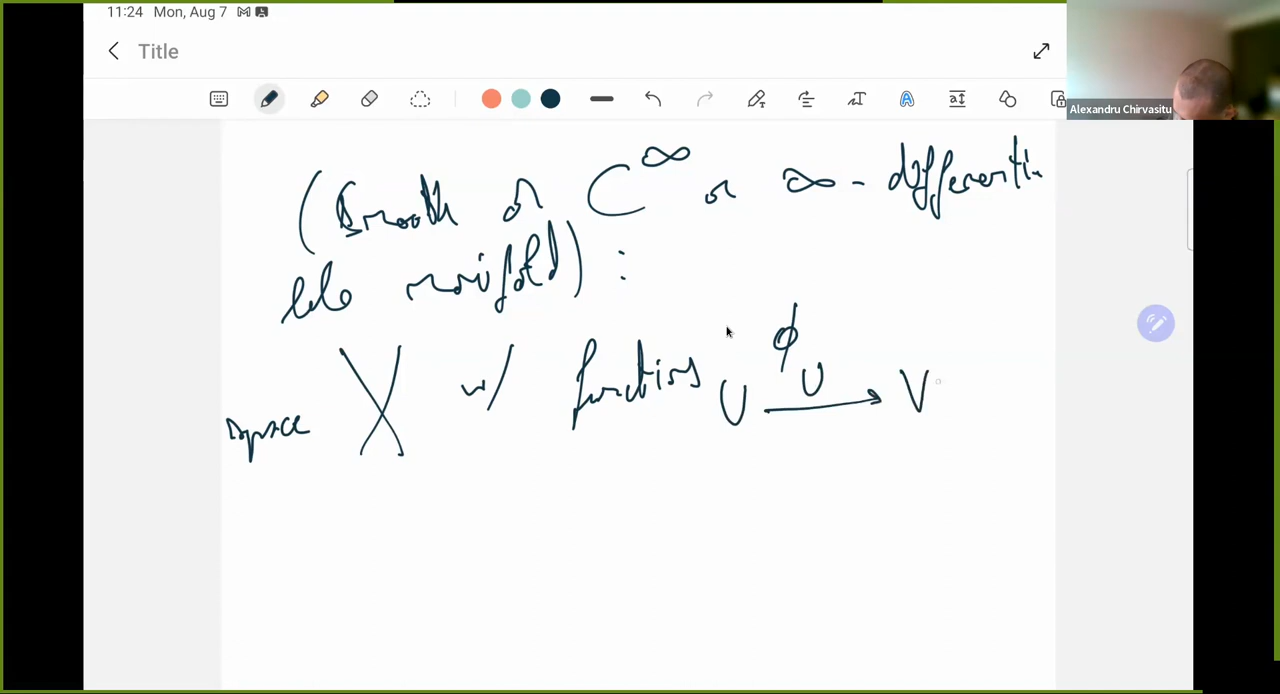 11:24 Mon, Aug 7
Title
Alexandru Chirvasitu
(Smooth or C^∞ or ∞ - differentia
ble manifold) :
space X w/ functions U →^{ϕ_U} V